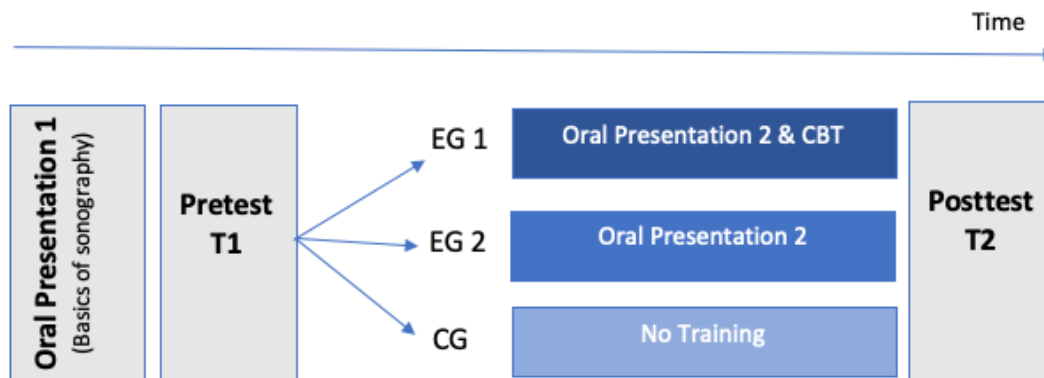 Time
Oral Presentation 1
(Basics of sonography)
Pretest
T1
EG 1
Oral Presentation 2 & CBT
EG 2
Oral Presentation 2
CG
No Training
Posttest
T2